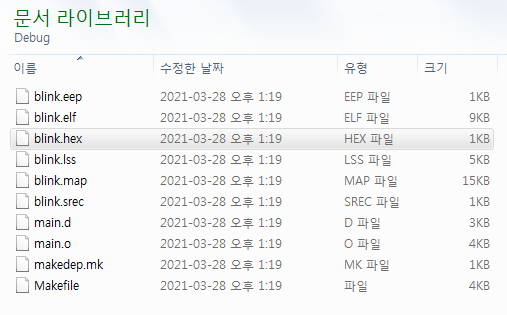 문서 라이브러리
Debug
이름 수정한 날짜 유형 크기
blink.eep 2021-03-28 오후 1:19 EEP 파일 1KB
blink.elf 2021-03-28 오후 1:19 ELF 파일 9KB
blink.hex 2021-03-28 오후 1:19 HEX 파일 1KB
blink.lss 2021-03-28 오후 1:19 LSS 파일 5KB
blink.map 2021-03-28 오후 1:19 MAP 파일 15KB
blink.srec 2021-03-28 오후 1:19 SREC 파일 1KB
main.d 2021-03-28 오후 1:19 D 파일 3KB
main.o 2021-03-28 오후 1:19 O 파일 4KB
makedep.mk 2021-03-28 오후 1:19 MK 파일 1KB
Makefile 2021-03-28 오후 1:19 파일 4KB